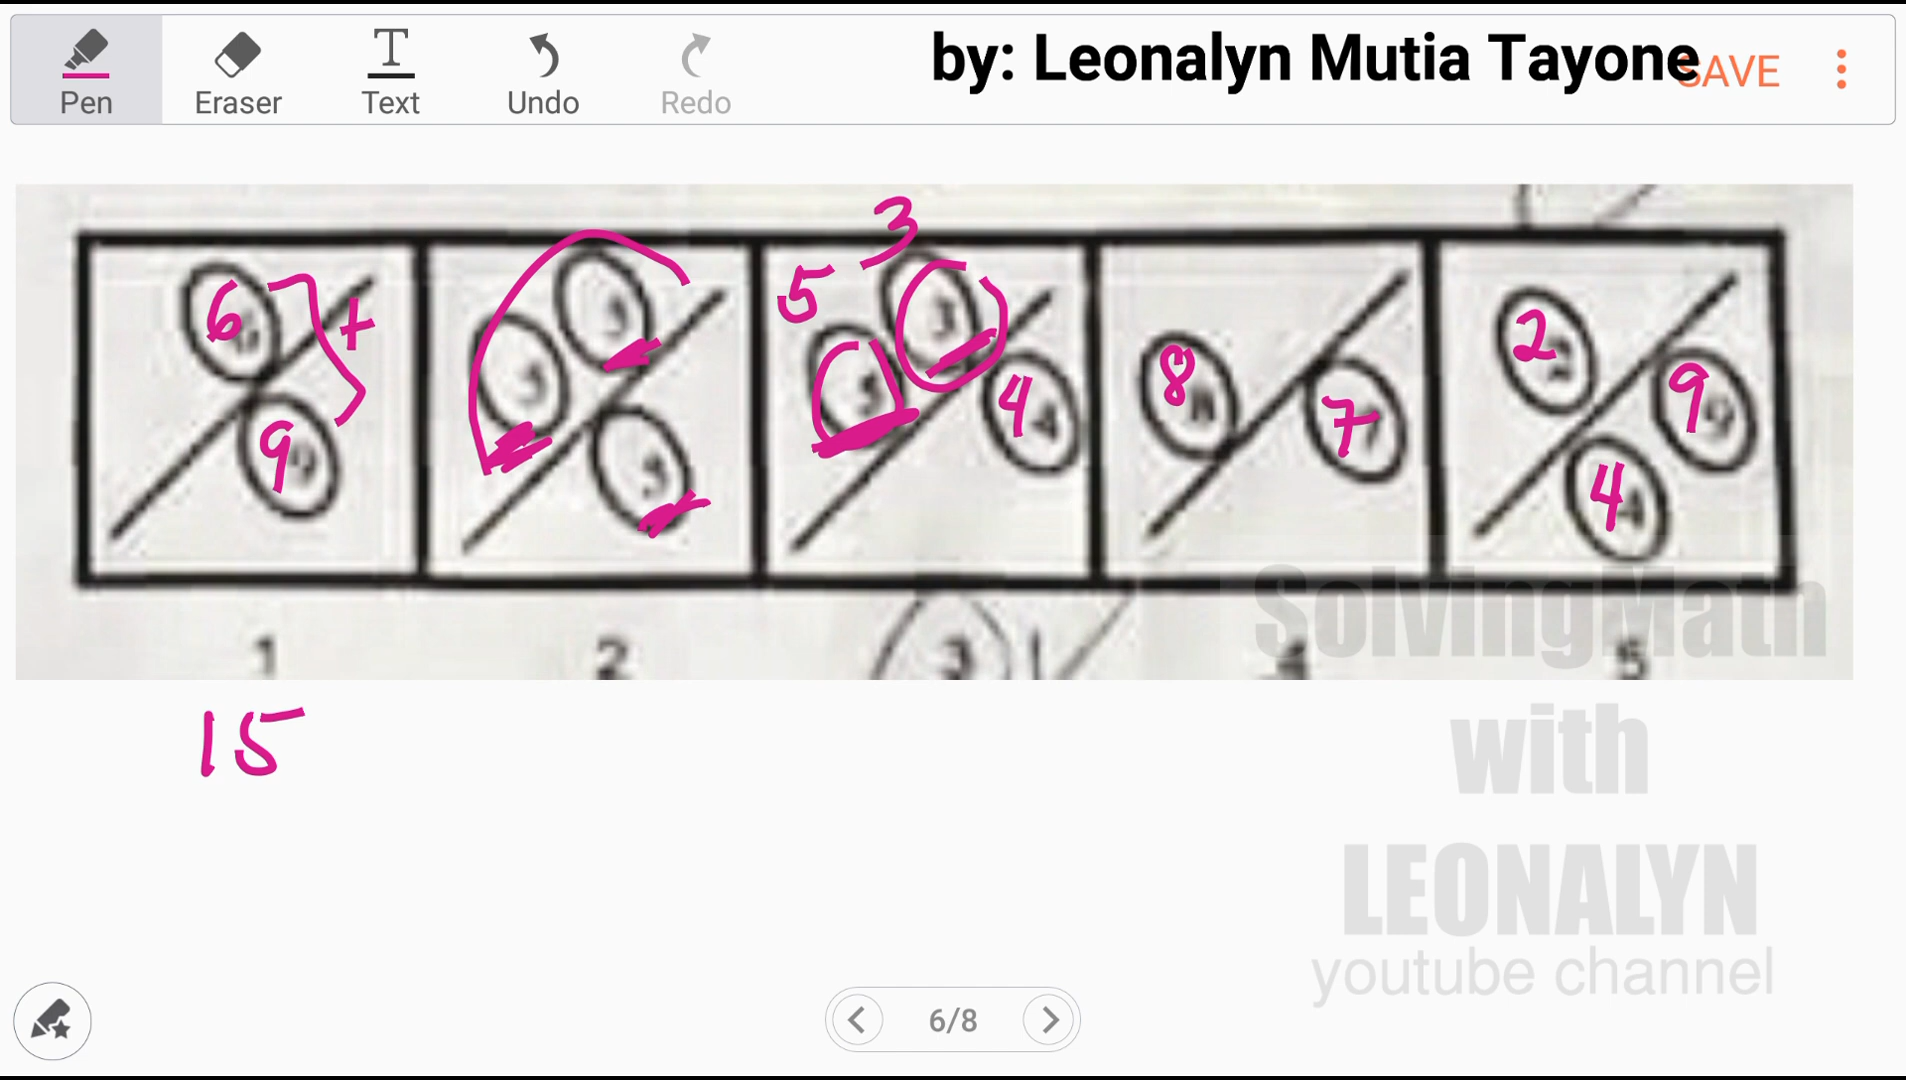 by: Leonalyn Mutia Tayone
SAVE
Pen Eraser Text Undo Redo
3
5
6 +
9
3
4
8 7
2 9
4
1 2 3 4 5
15
SolvingMath
with
LEONALYN
youtube channel
6/8